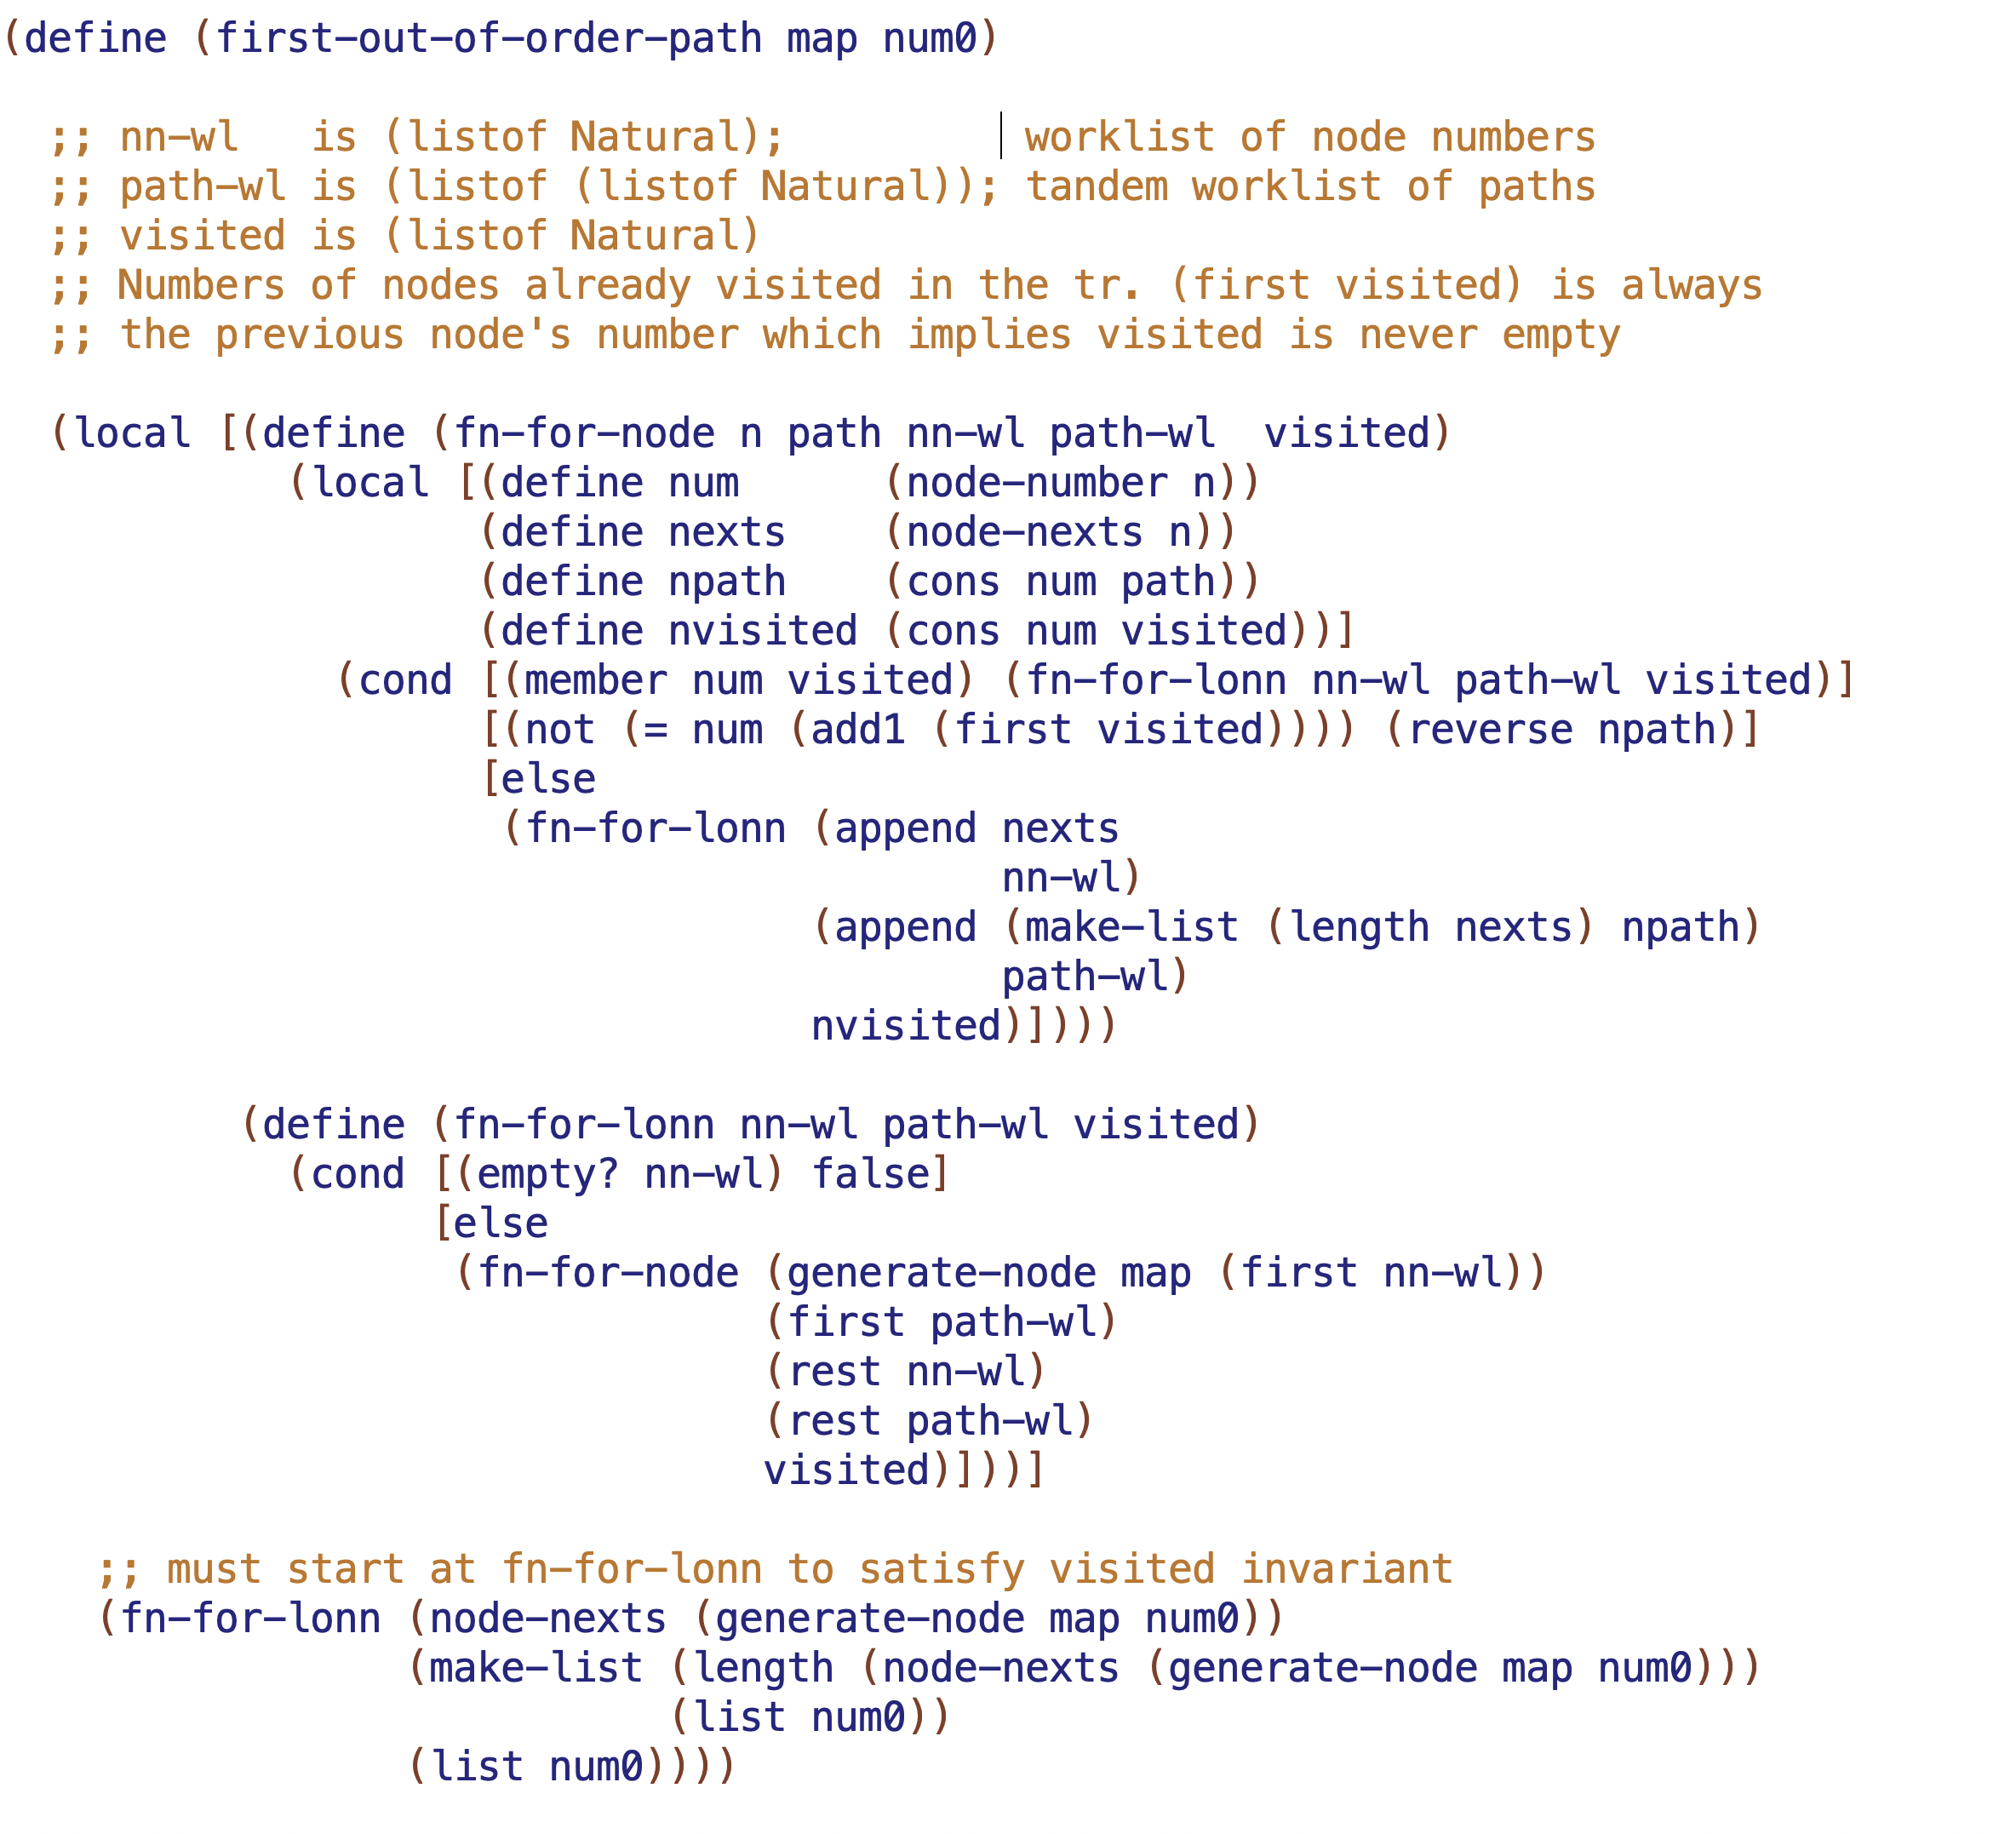 (define (first-out-of-order-path map num0)
;; nn-wl   is (listof Natural);          worklist of node numbers
;; path-wl is (listof (listof Natural)); tandem worklist of paths
;; visited is (listof Natural)
;; Numbers of nodes already visited in the tr. (first visited) is always
;; the previous node's number which implies visited is never empty
(local [(define (fn-for-node n path nn-wl path-wl  visited)
(local [(define num      (node-number n))
(define nexts    (node-nexts n))
(define npath    (cons num path))
(define nvisited (cons num visited))]
(cond [(member num visited) (fn-for-lonn nn-wl path-wl visited)]
[(not (= num (add1 (first visited)))) (reverse npath)]
[else
(fn-for-lonn (append nexts
nn-wl)
(append (make-list (length nexts) npath)
path-wl)
nvisited)])))
(define (fn-for-lonn nn-wl path-wl visited)
(cond [(empty? nn-wl) false]
[else
(fn-for-node (generate-node map (first nn-wl))
(first path-wl)
(rest nn-wl)
(rest path-wl)
visited)]))]
;; must start at fn-for-lonn to satisfy visited invariant
(fn-for-lonn (node-nexts (generate-node map num0))
(make-list (length (node-nexts (generate-node map num0)))
(list num0))
(list num0))))